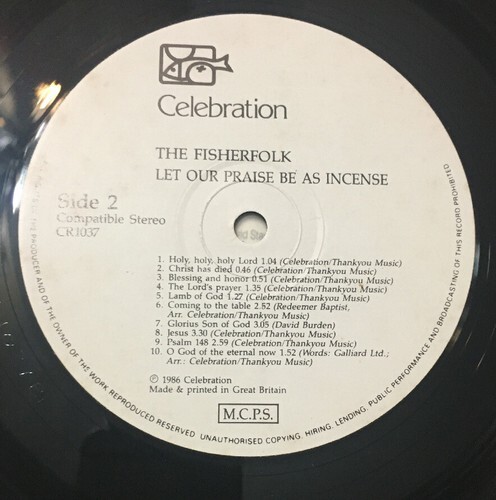 Celebration
THE FISHERFOLK
LET OUR PRAISE BE AS INCENSE
Side 2
Compatible Stereo
CR1037
1. Holy, holy, holy Lord 1.04 (Celebration/Thankyou Music)
2. Christ has died 0.46 (Celebration/Thankyou Music)
3. Blessing and honor 0.51 (Celebration/Thankyou Music)
4. The Lord's prayer 1.35 (Celebration/Thankyou Music)
5. Lamb of God 1.27 (Celebration/Thankyou Music)
6. Coming to the table 2.52 (Redeemer Baptist,
Arr. Celebration/Thankyou Music)
7. Glorius Son of God 3.05 (David Burden)
8. Jesus 3.30 (Celebration/Thankyou Music)
9. Psalm 148 2.59 (Celebration/Thankyou Music)
10. O God of the eternal now 1.52 (Words: Galliard Ltd.;
Arr.: Celebration/Thankyou Music)
℗ 1986 Celebration
Made & printed in Great Britain
M.C.P.S.
PRODUCER AND OF THE OWNER OF THE WORK REPRODUCED RESERVED. UNAUTHORISED COPYING, HIRING, LENDING, PUBLIC PERFORMANCE AND BROADCASTING OF THIS RECORD PROHIBITED